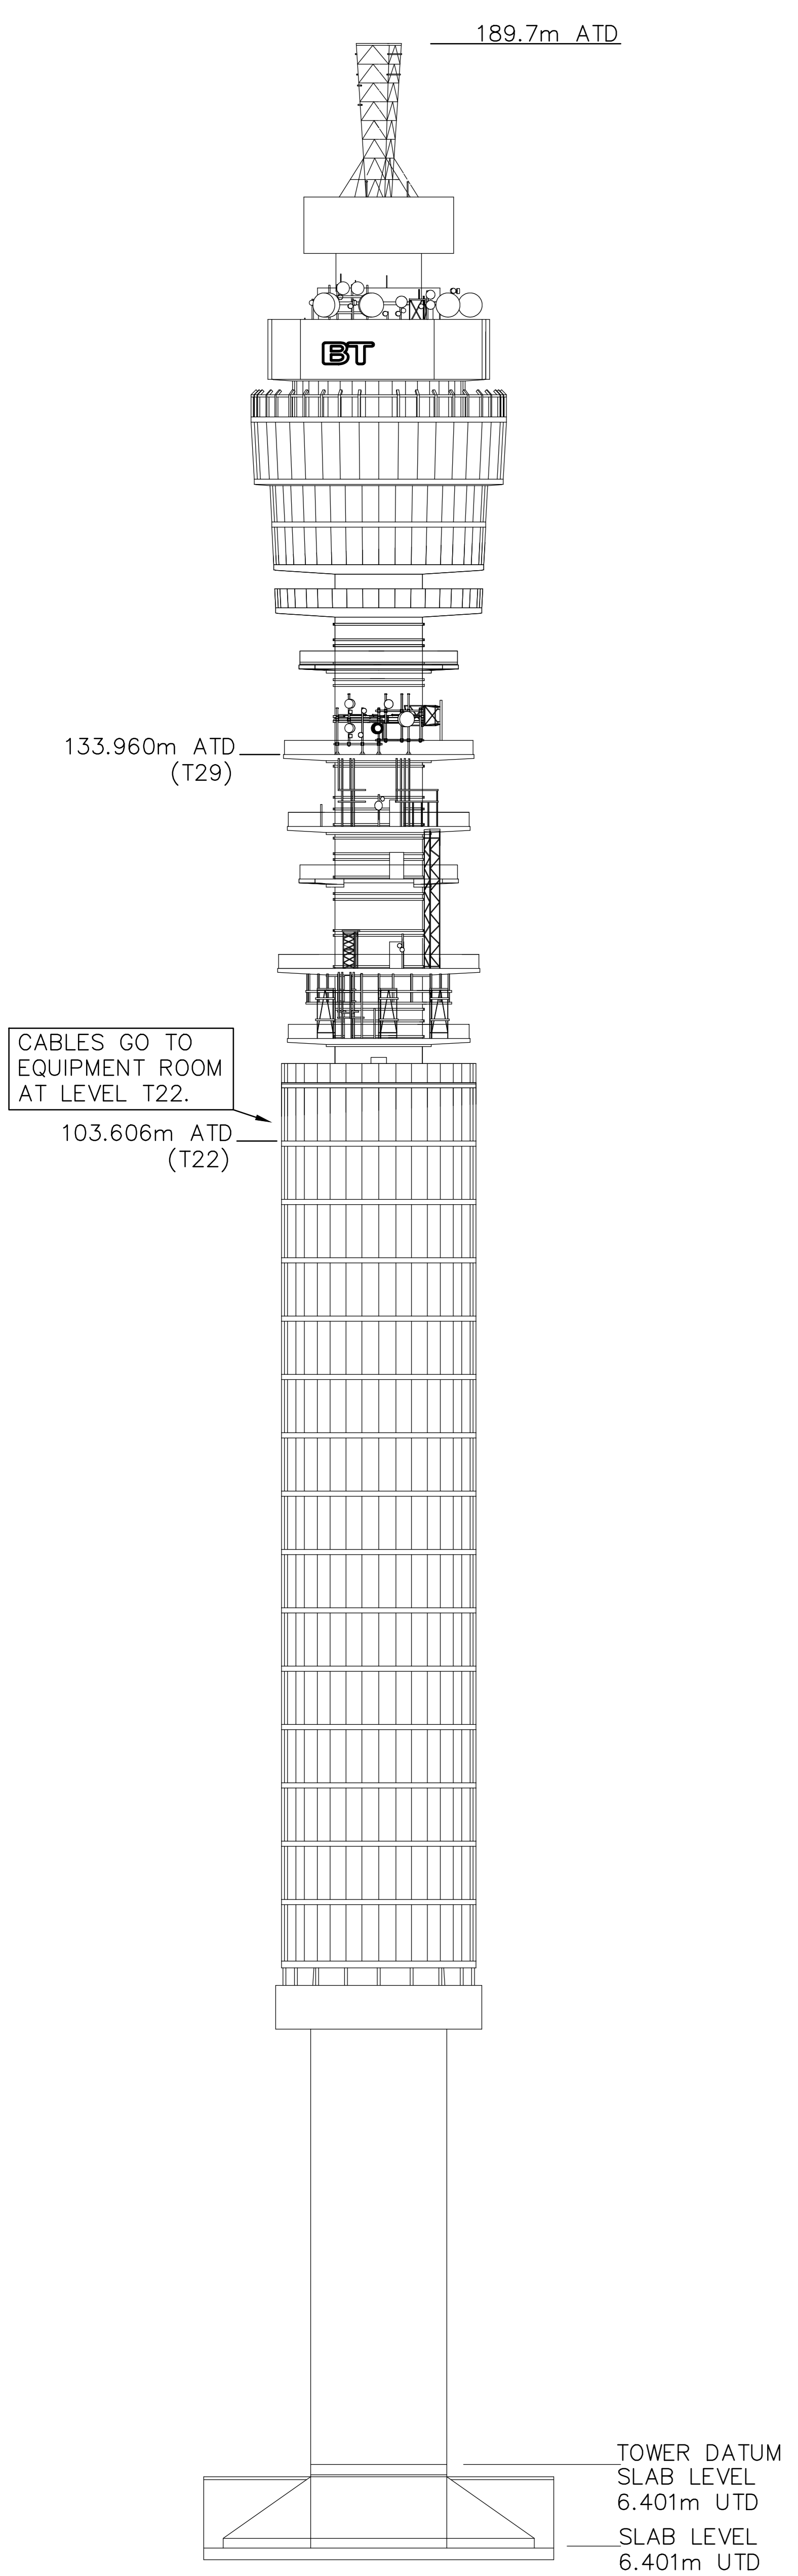 189.7m ATD
BT
133.960m ATD
(T29)
CABLES GO TO
EQUIPMENT ROOM
AT LEVEL T22.
103.606m ATD
(T22)
TOWER DATUM
SLAB LEVEL
6.401m UTD
SLAB LEVEL
6.401m UTD